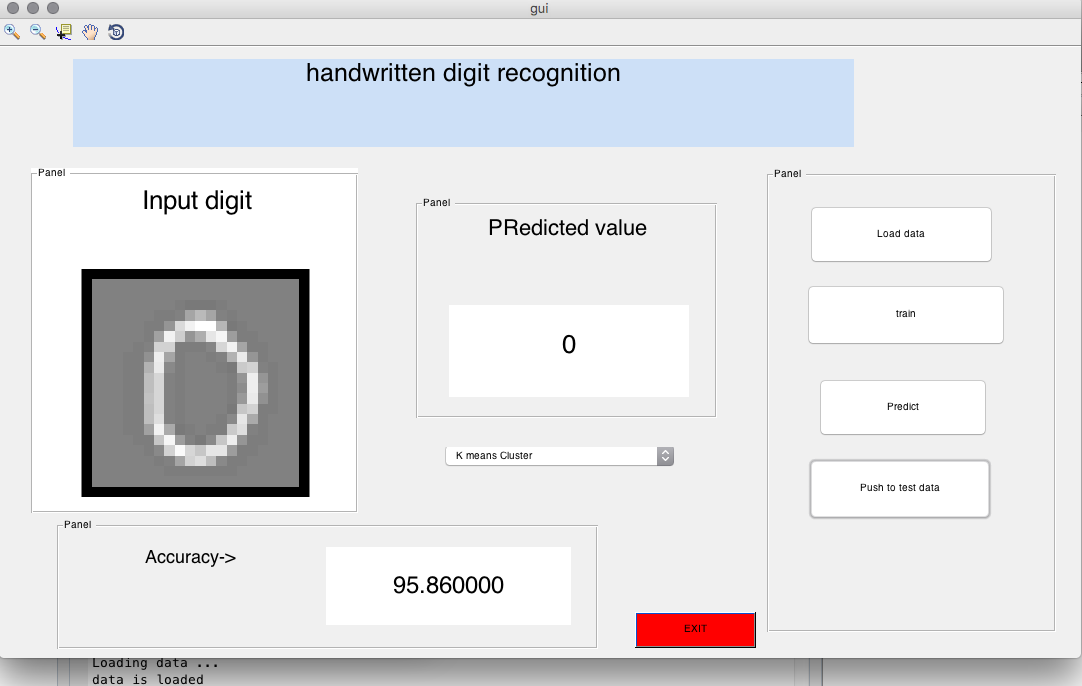 gui
handwritten digit recognition
Panel
Input digit
Panel
PRedicted value
0
K means Cluster
Panel
Load data
train
Predict
Push to test data
Panel
Accuracy->
95.860000
EXIT
Loading data ...
data is loaded